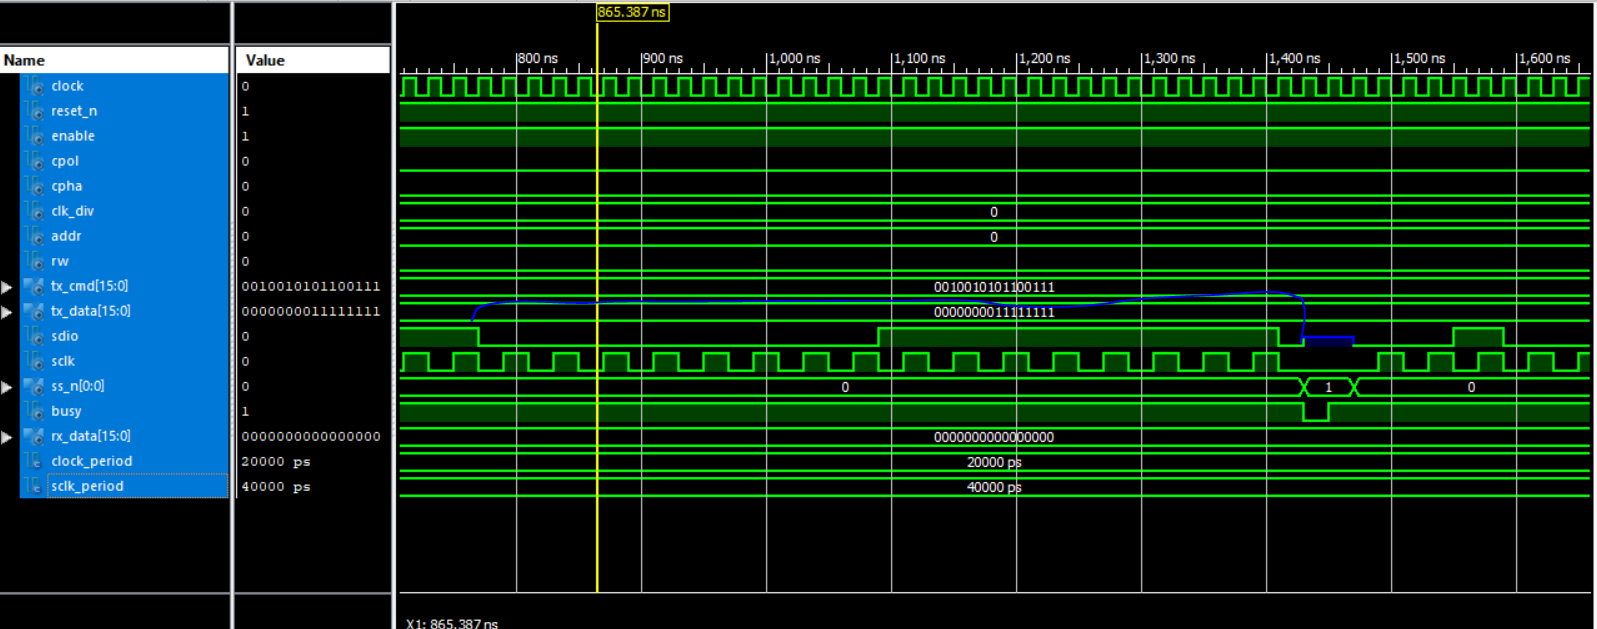 865.387 ns
800 ns 900 ns 1,000 ns 1,100 ns 1,200 ns 1,300 ns 1,400 ns 1,500 ns 1,600 ns
Name Value
clock 0
reset_n 1
enable 1
cpol 0
cpha 0
clk_div 0 0
addr 0 0
rw 0
tx_cmd[15:0] 0010010101100111 0010010101100111
tx_data[15:0] 0000000011111111 0000000011111111
sdio 0
sclk 0
ss_n[0:0] 0 0 1 0
busy 1
rx_data[15:0] 0000000000000000 0000000000000000
clock_period 20000 ps 20000 ps
sclk_period 40000 ps 40000 ps
X1: 865.387 ns